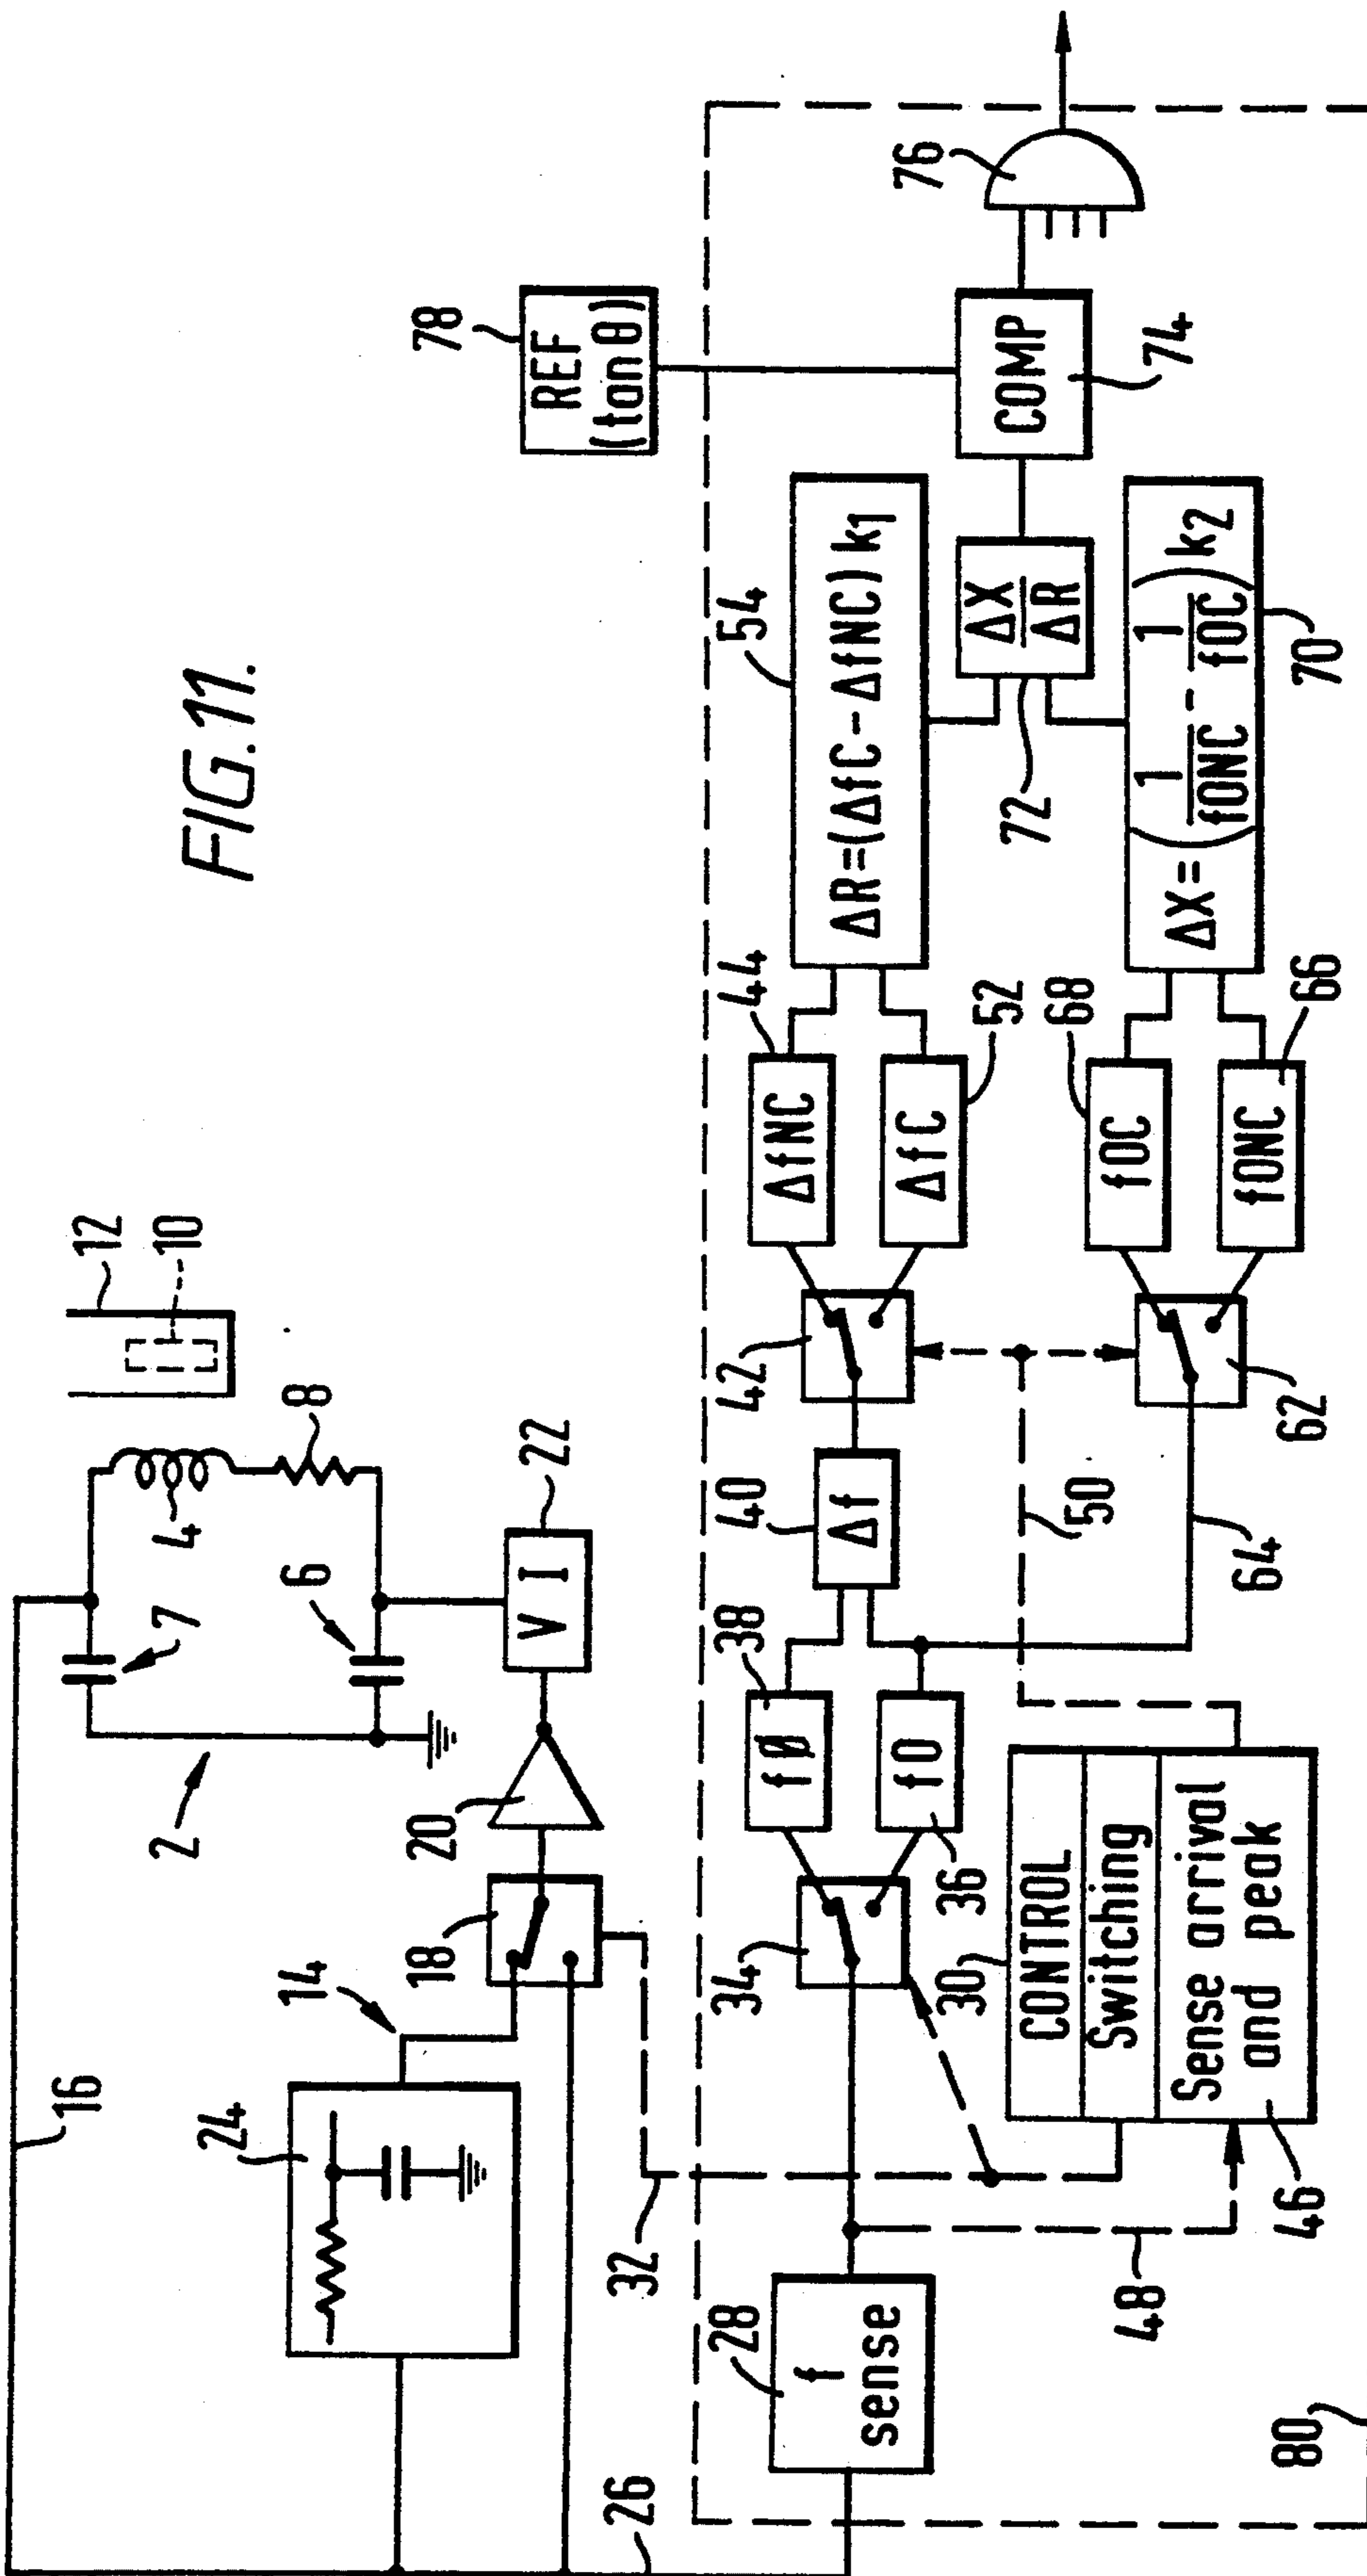 FIG. 11.
16
2
7
6
4
8
12
10
14
24
18
20
V I
22
26
32
28
f
sense
34
fØ
38
f0
36
40
Δf
42
ΔfNC
44
ΔfC
52
54
ΔR=(ΔfC-ΔfNC) k1
REF
(tan θ)
78
72
ΔX
ΔR
COMP
74
76
30
CONTROL
Switching
Sense arrival
and peak
46
48
50
62
64
68
f0C
f0NC
66
ΔX=(1/f0NC - 1/f0C) k2
70
80